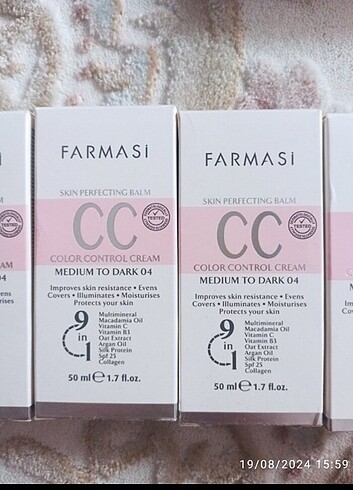 FARMASİ
SKIN PERFECTING BALM
CC
TESTED
COLOR CONTROL CREAM
MEDIUM TO DARK 04
Improves skin resistance • Evens
Covers • Illuminates • Moisturises
Protects your skin
9 in 1
Multimineral
Macadamia Oil
Vitamin C
Vitamin B3
Oat Extract
Argan Oil
Silk Protein
Spf 25
Collagen
50 ml ℮ 1.7 fl.oz.
FARMASİ
SKIN PERFECTING BALM
CC
TESTED
COLOR CONTROL CREAM
MEDIUM TO DARK 04
Improves skin resistance • Evens
Covers • Illuminates • Moisturises
Protects your skin
9 in 1
Multimineral
Macadamia Oil
Vitamin C
Vitamin B3
Oat Extract
Argan Oil
Silk Protein
Spf 25
Collagen
50 ml ℮ 1.7 fl.oz.
TESTED
04
Evens
19/08/2024 15:59